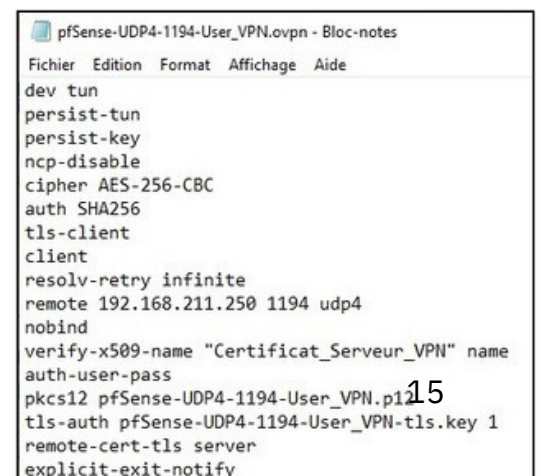 pfSense-UDP4-1194-User_VPN.ovpn - Bloc-notes
Fichier Edition Format Affichage Aide
dev tun
persist-tun
persist-key
ncp-disable
cipher AES-256-CBC
auth SHA256
tls-client
client
resolv-retry infinite
remote 192.168.211.250 1194 udp4
nobind
verify-x509-name "Certificat_Serveur_VPN" name
auth-user-pass
pkcs12 pfSense-UDP4-1194-User_VPN.p12
15
tls-auth pfSense-UDP4-1194-User_VPN-tls.key 1
remote-cert-tls server
explicit-exit-notify